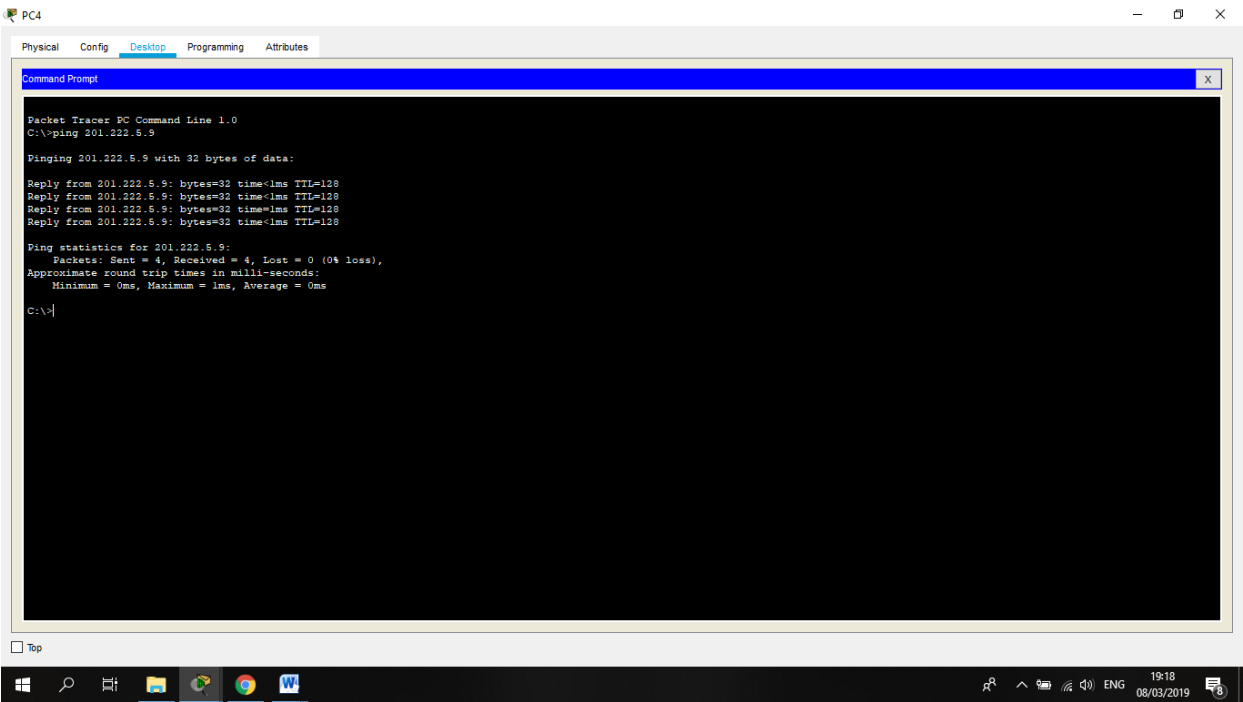 PC4
Physical Config Desktop Programming Attributes
Command Prompt
X
Packet Tracer PC Command Line 1.0
C:\>ping 201.222.5.9
Pinging 201.222.5.9 with 32 bytes of data:
Reply from 201.222.5.9: bytes=32 time<1ms TTL=128
Reply from 201.222.5.9: bytes=32 time<1ms TTL=128
Reply from 201.222.5.9: bytes=32 time=1ms TTL=128
Reply from 201.222.5.9: bytes=32 time<1ms TTL=128
Ping statistics for 201.222.5.9:
Packets: Sent = 4, Received = 4, Lost = 0 (0% loss),
Approximate round trip times in milli-seconds:
Minimum = 0ms, Maximum = 1ms, Average = 0ms
C:\>
Top
ENG
19:18
08/03/2019
8